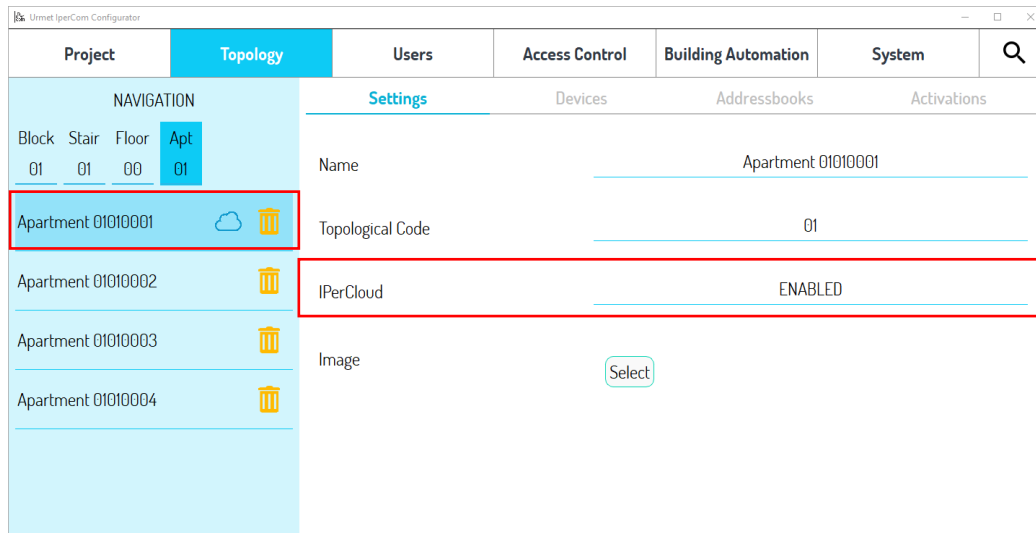 Urmet IperCom Configurator
Project Topology Users Access Control Building Automation System
NAVIGATION
Block Stair Floor Apt
01 01 00 01
Apartment 01010001
Apartment 01010002
Apartment 01010003
Apartment 01010004
Settings Devices Addressbooks Activations
Name Apartment 01010001
Topological Code 01
IPerCloud ENABLED
Image Select